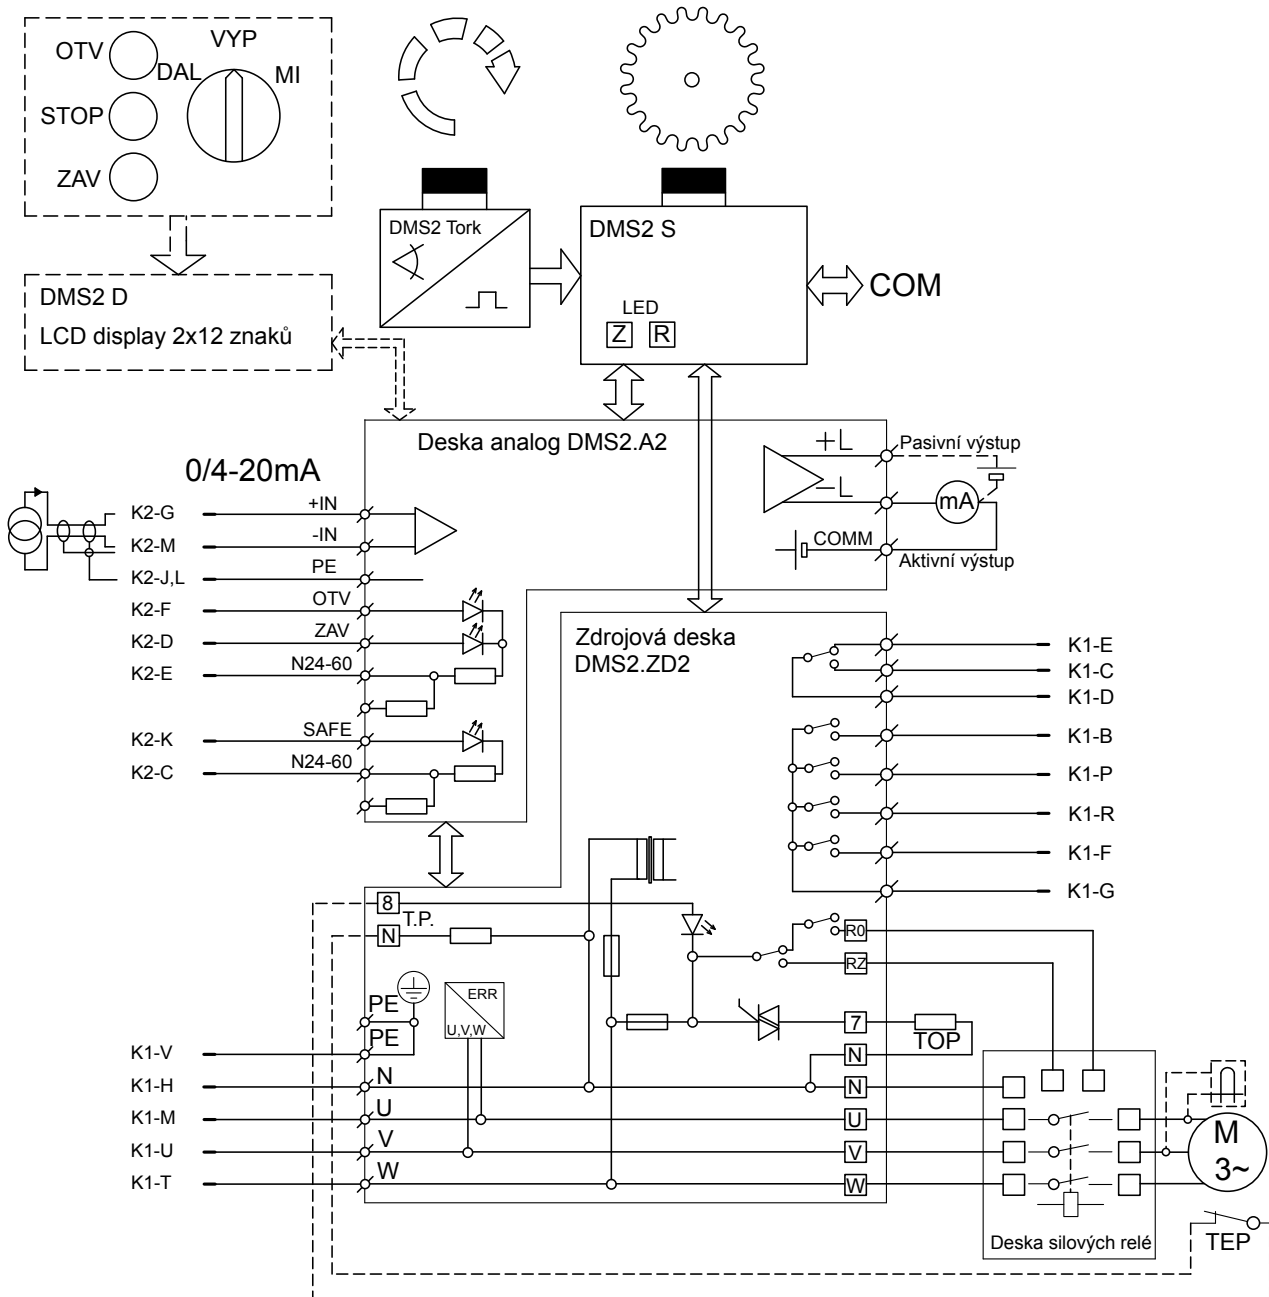 OTV
VYP
DAL
MI
STOP
ZAV
DMS2 D
LCD display 2x12 znaků
DMS2 Tork
DMS2 S
LED
Z R
COM
Deska analog DMS2.A2
0/4-20mA
+L
Pasivní výstup
-L
mA
COMM
Aktivní výstup
K2-G +IN
K2-M -IN
K2-J,L PE
K2-F OTV
K2-D ZAV
K2-E N24-60
K2-K SAFE
K2-C N24-60
Zdrojová deska
DMS2.ZD2
K1-E
K1-C
K1-D
K1-B
K1-P
K1-R
K1-F
K1-G
8
T.P.
N
R0
RZ
ERR
U,V,W
PE
PE
7
TOP
N
K1-V
K1-H N N
K1-M U U
K1-U V V
K1-T W W
M
3~
TEP
Deska silových relé